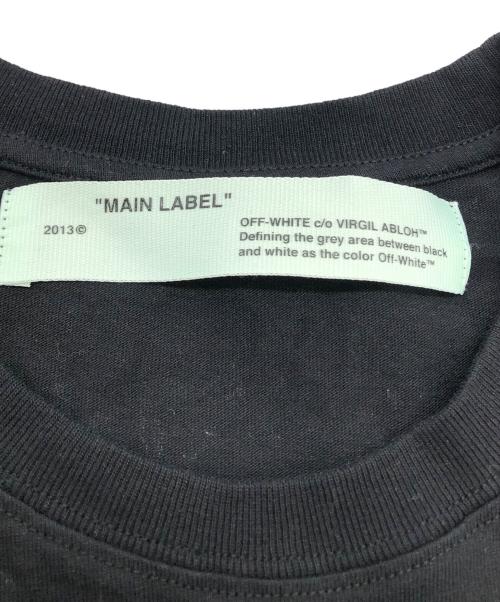 "MAIN LABEL"
2013©
OFF-WHITE c/o VIRGIL ABLOH™
Defining the grey area between black
and white as the color Off-White™